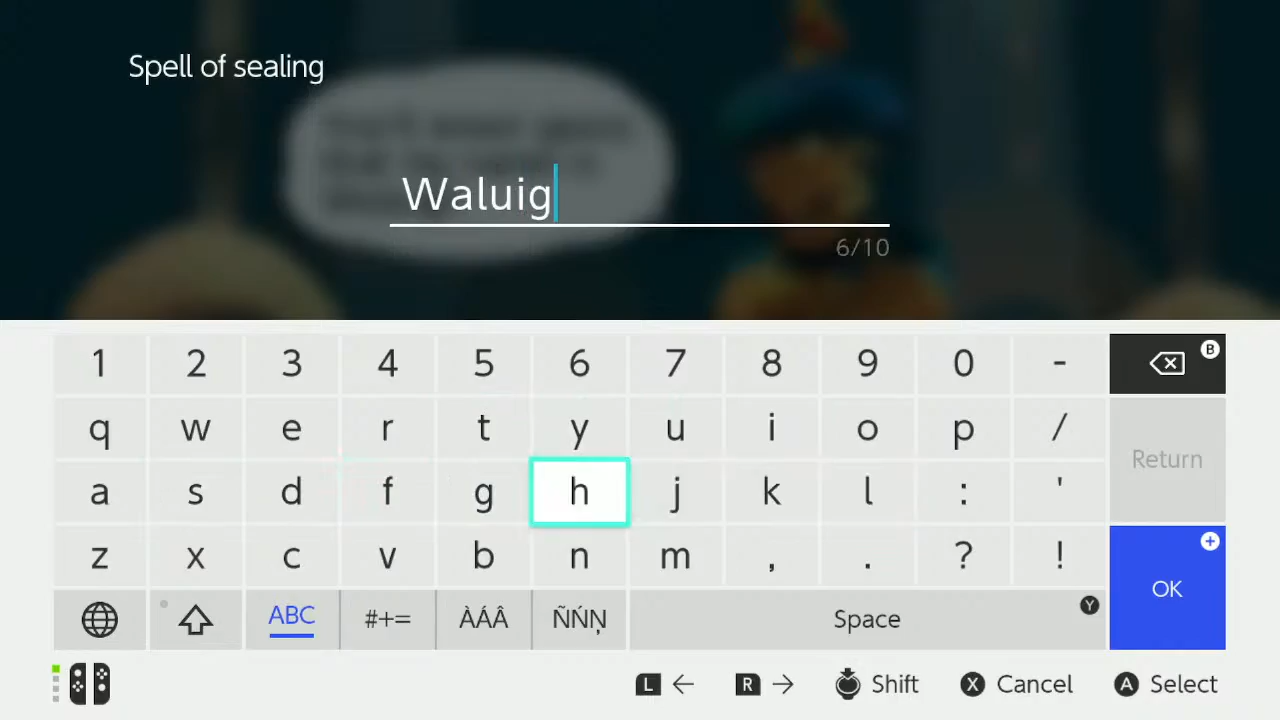 Spell of sealing
Waluig
6/10
1 2 3 4 5 6 7 8 9 0 -
B
q w e r t y u i o p /
Return
a s d f g h j k l : '
+
z x c v b n m , . ? !
OK
ABC #+= ÀÁÂ ÑŃŅ Space Y
L ← R → Shift X Cancel A Select